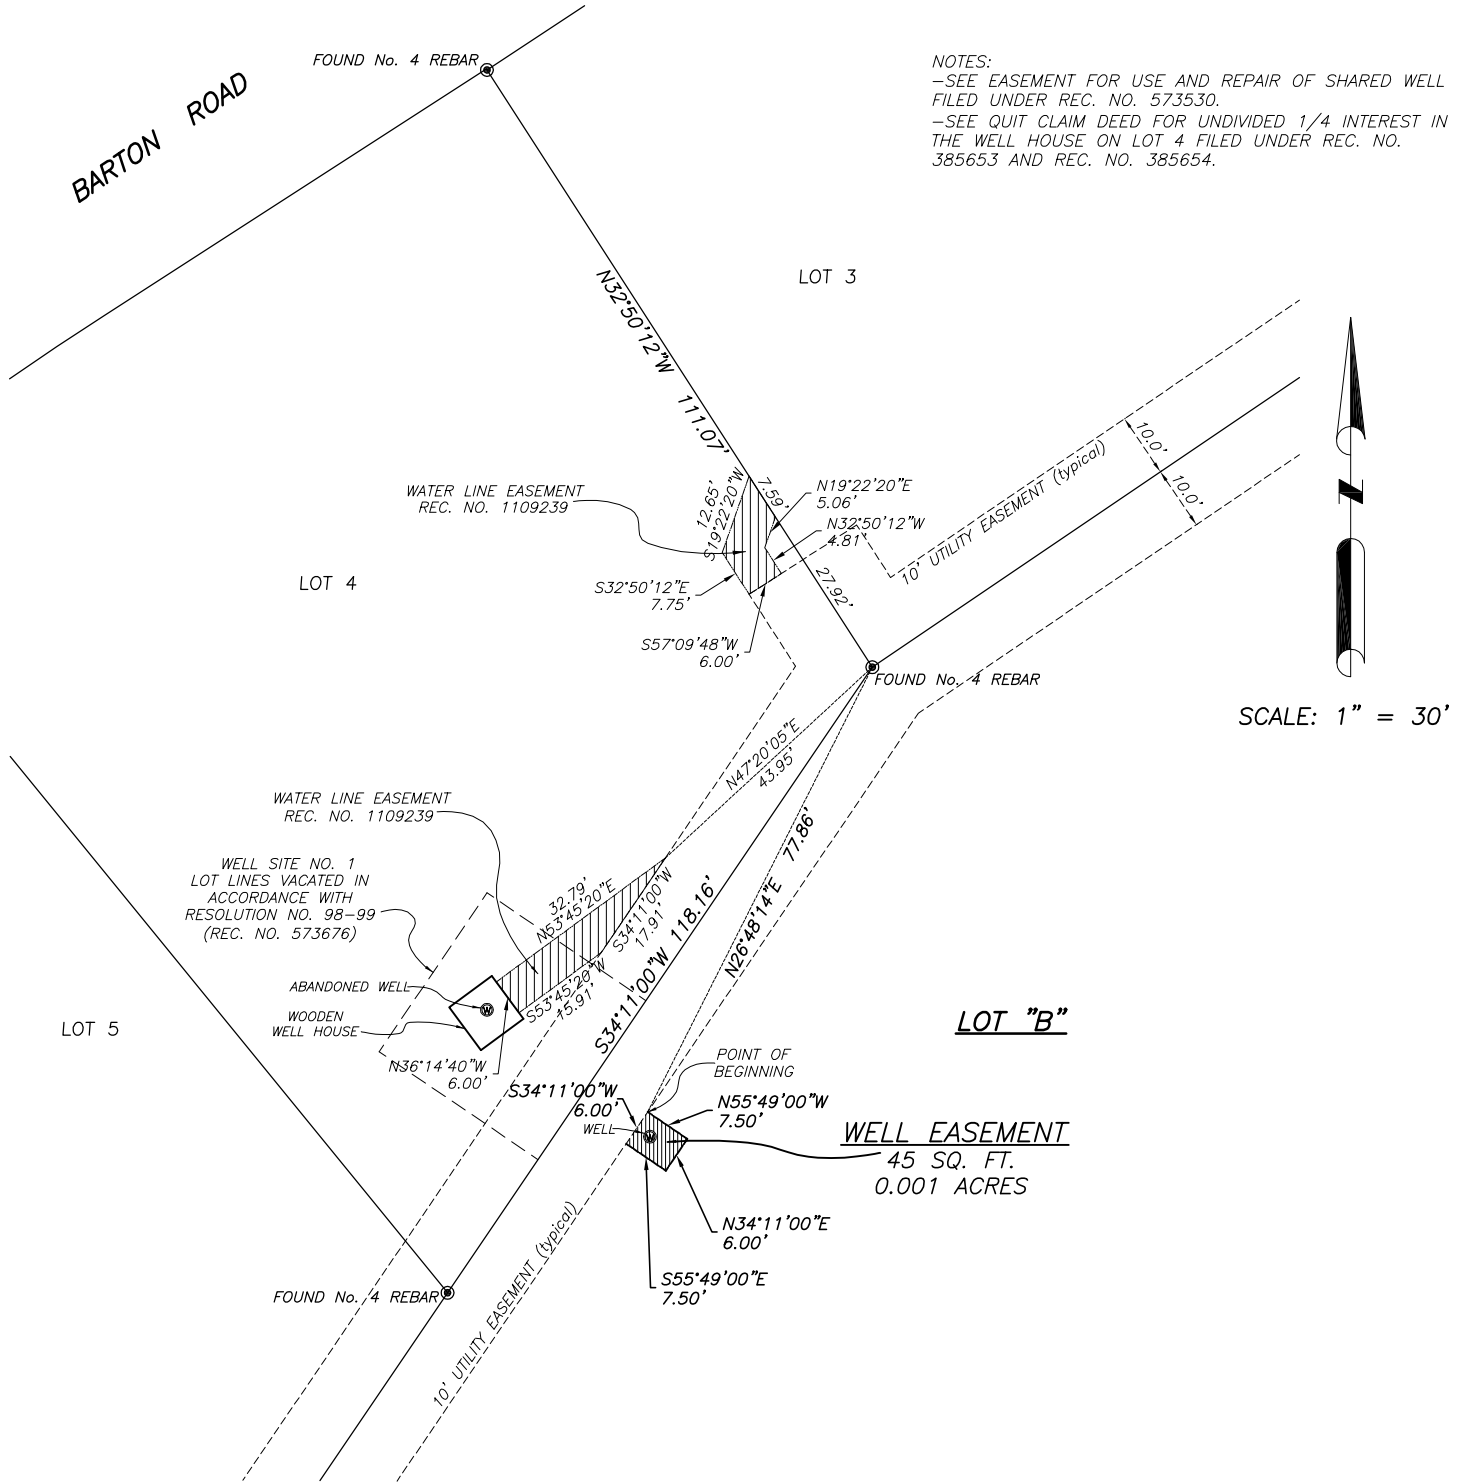 FOUND No. 4 REBAR
BARTON ROAD
NOTES:
-SEE EASEMENT FOR USE AND REPAIR OF SHARED WELL
FILED UNDER REC. NO. 573530.
-SEE QUIT CLAIM DEED FOR UNDIVIDED 1/4 INTEREST IN
THE WELL HOUSE ON LOT 4 FILED UNDER REC. NO.
385653 AND REC. NO. 385654.
LOT 3
N32°50'12"W 111.07'
10.0'
10.0'
10' UTILITY EASEMENT (typical)
WATER LINE EASEMENT
REC. NO. 1109239
12.65'
S19°22'20"W
7.59'
N19°22'20"E
5.06'
N32°50'12"W
4.81'
27.92'
LOT 4
S32°50'12"E
7.75'
S57°09'48"W
6.00'
FOUND No. 4 REBAR
N
SCALE: 1" = 30'
N47°20'05"E
43.95'
WATER LINE EASEMENT
REC. NO. 1109239
WELL SITE NO. 1
LOT LINES VACATED IN
ACCORDANCE WITH
RESOLUTION NO. 98-99
(REC. NO. 573676)
32.79'
N53°45'20"E
S34°11'00"W
17.91'
S53°45'20"W
15.91'
S34°11'00"W 118.16'
N26°48'14"E 77.86'
ABANDONED WELL
W
WOODEN
WELL HOUSE
LOT 5
N36°14'40"W
6.00'
LOT "B"
POINT OF
BEGINNING
S34°11'00"W
6.00'
WELL
W
N55°49'00"W
7.50'
WELL EASEMENT
45 SQ. FT.
0.001 ACRES
N34°11'00"E
6.00'
S55°49'00"E
7.50'
FOUND No. 4 REBAR
10' UTILITY EASEMENT (typical)